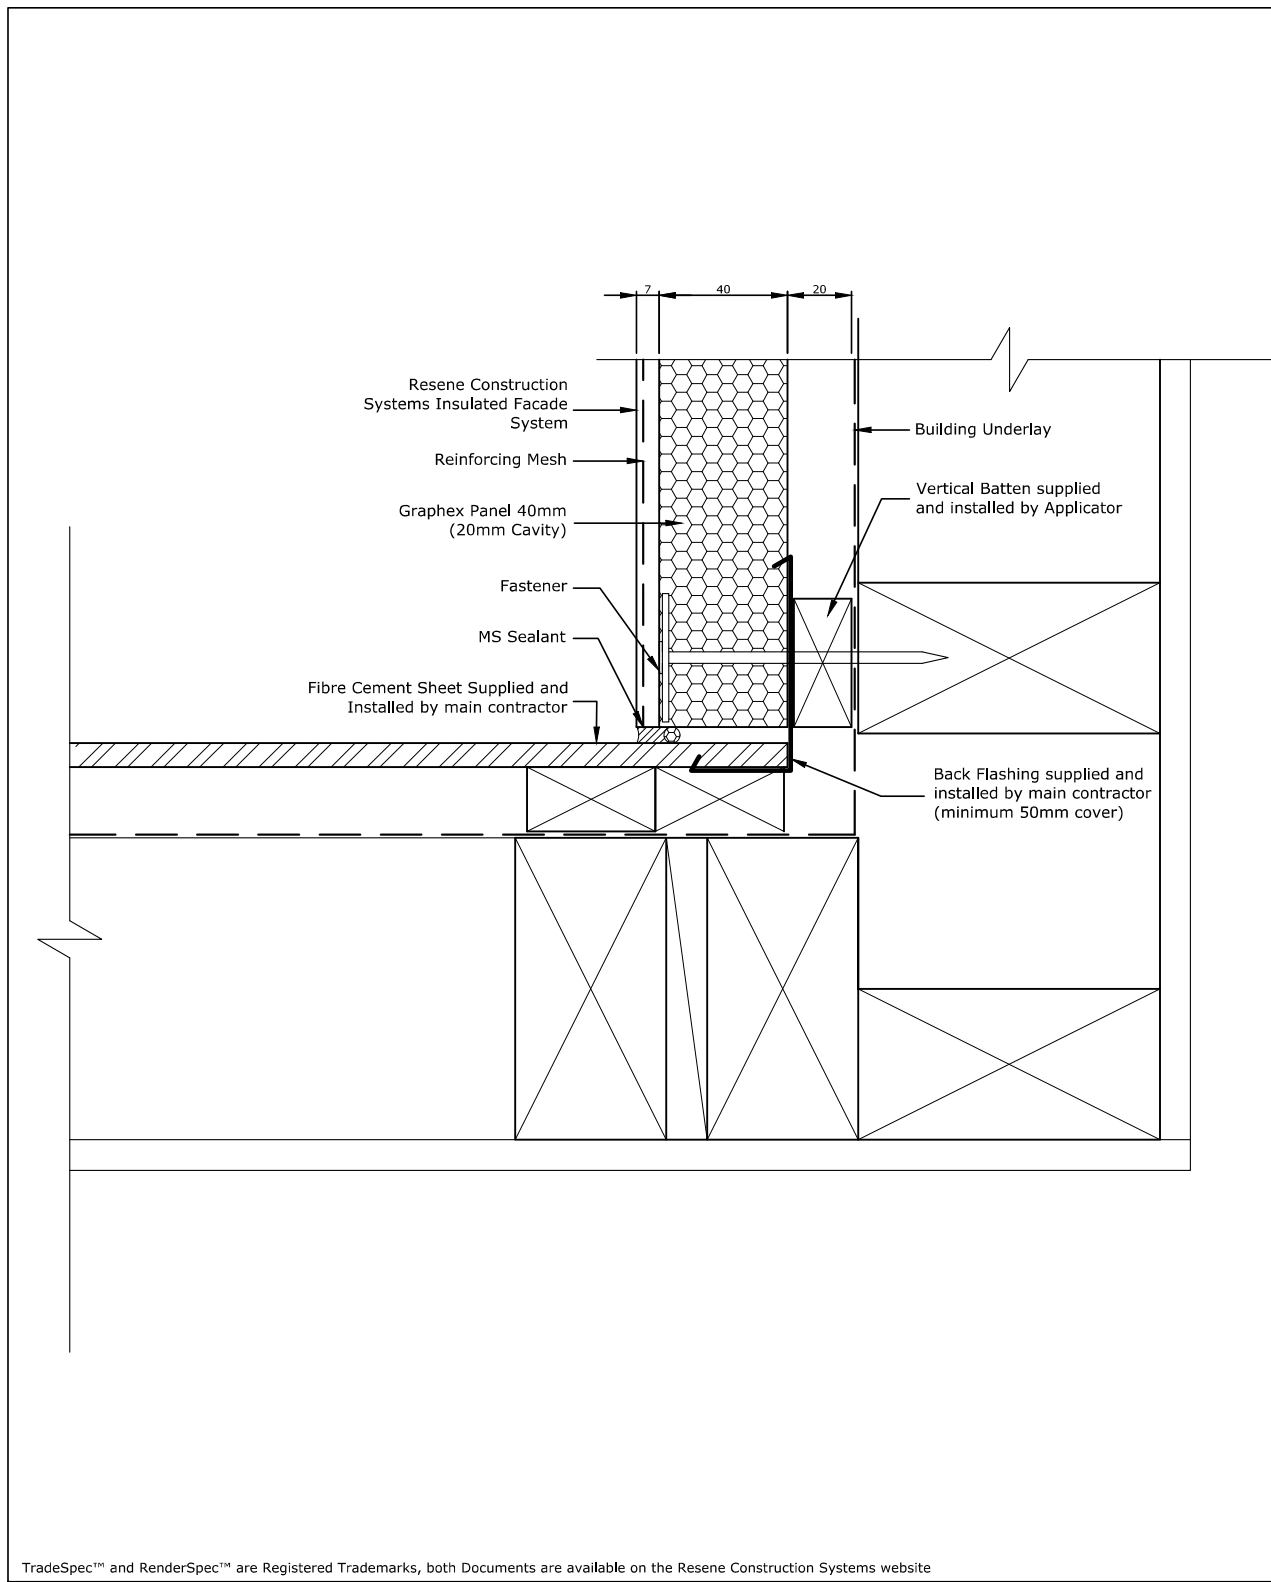 7
40
20
Resene Construction
Systems Insulated Facade
System
Building Underlay
Reinforcing Mesh
Vertical Batten supplied
and installed by Applicator
Graphex Panel 40mm
(20mm Cavity)
Fastener
MS Sealant
Fibre Cement Sheet Supplied and
Installed by main contractor
Back Flashing supplied and
installed by main contractor
(minimum 50mm cover)
TradeSpec™ and RenderSpec™ are Registered Trademarks, both Documents are available on the Resene Construction Systems website